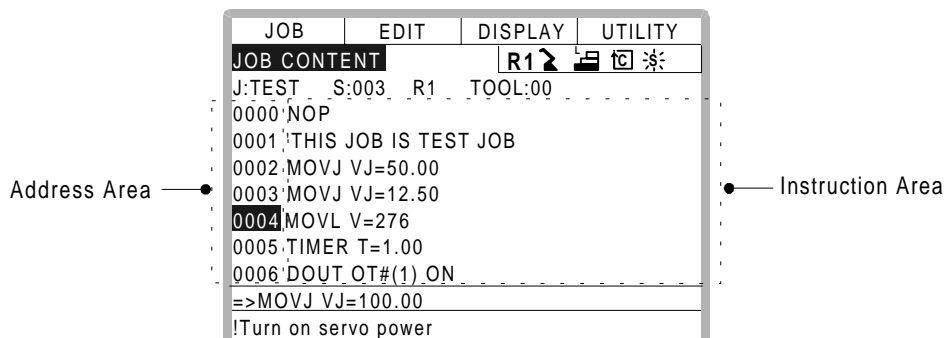 JOB EDIT DISPLAY UTILITY
JOB CONTENT R1 L C S
J:TEST S:003 R1 TOOL:00
0000 NOP
0001 'THIS JOB IS TEST JOB
0002 MOVJ VJ=50.00
Address Area
0003 MOVJ VJ=12.50
Instruction Area
0004 MOVL V=276
0005 TIMER T=1.00
0006 DOUT OT#(1) ON
=>MOVJ VJ=100.00
!Turn on servo power